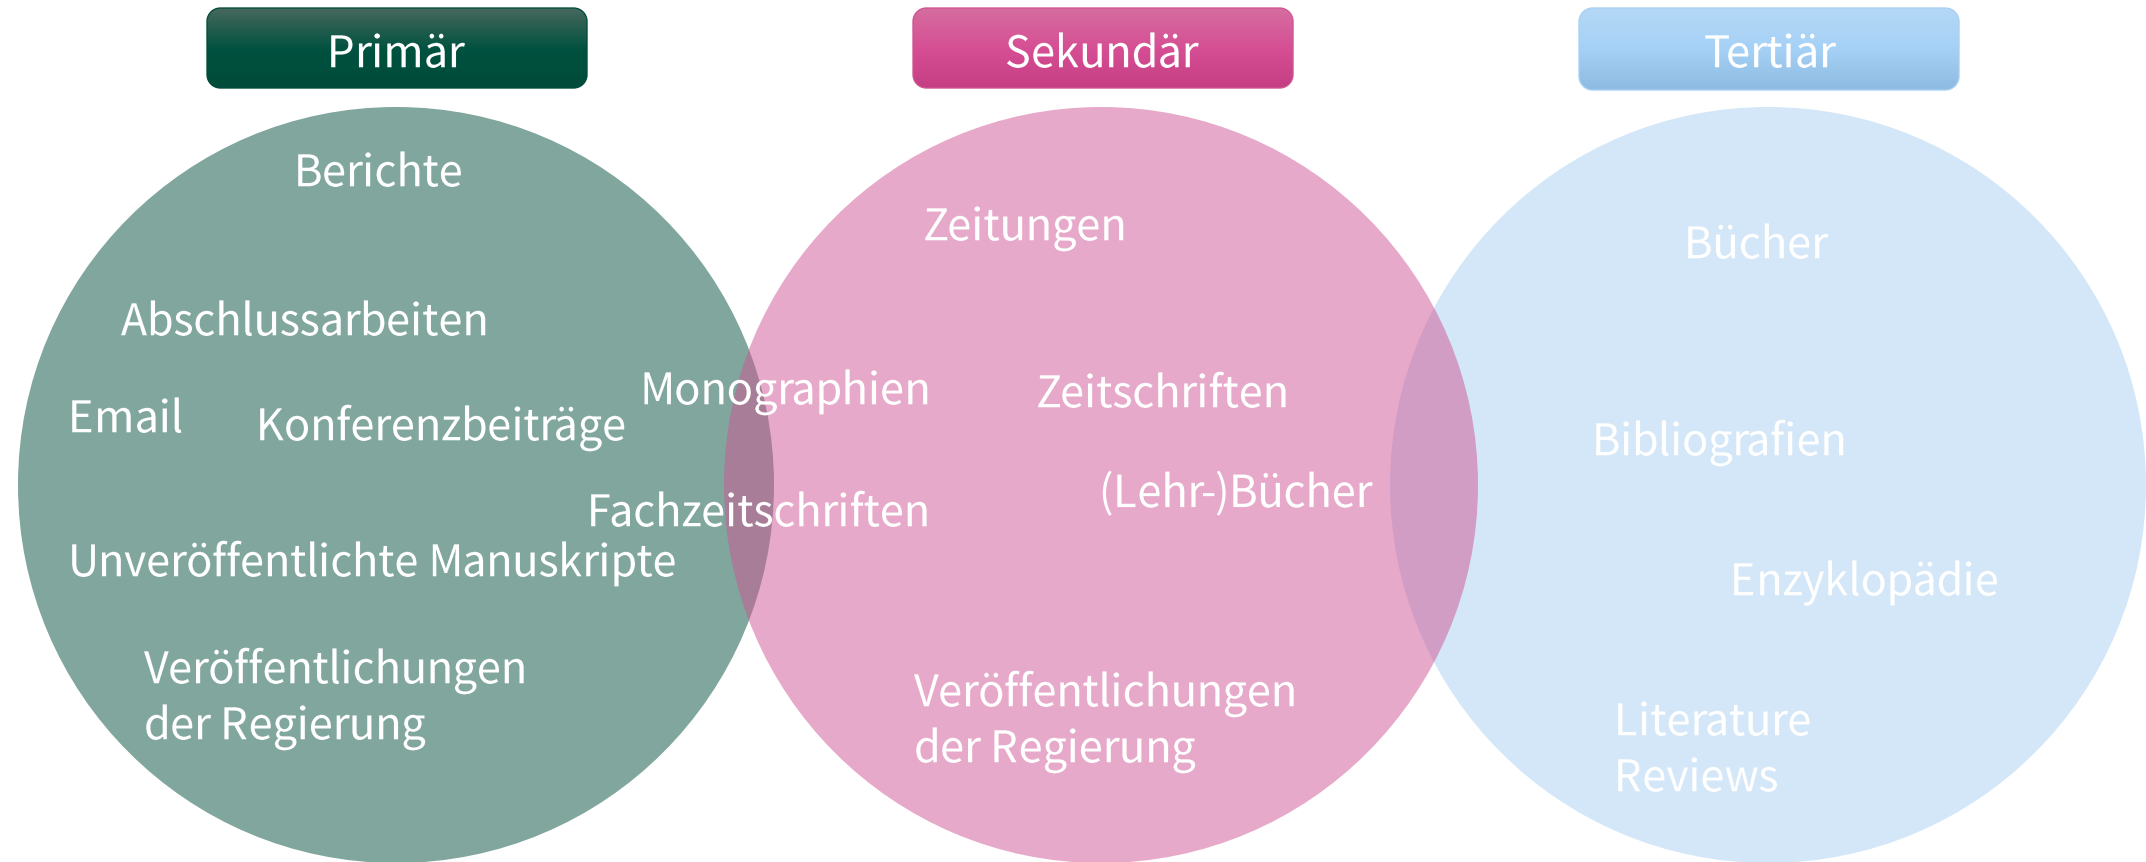 Primär
Sekundär
Tertiär
Berichte
Abschlussarbeiten
Email
Konferenzbeiträge
Monographien
Fachzeitschriften
Unveröffentlichte Manuskripte
Veröffentlichungen
der Regierung
Zeitungen
Zeitschriften
(Lehr-)Bücher
Veröffentlichungen
der Regierung
Bücher
Bibliografien
Enzyklopädie
Literature
Reviews